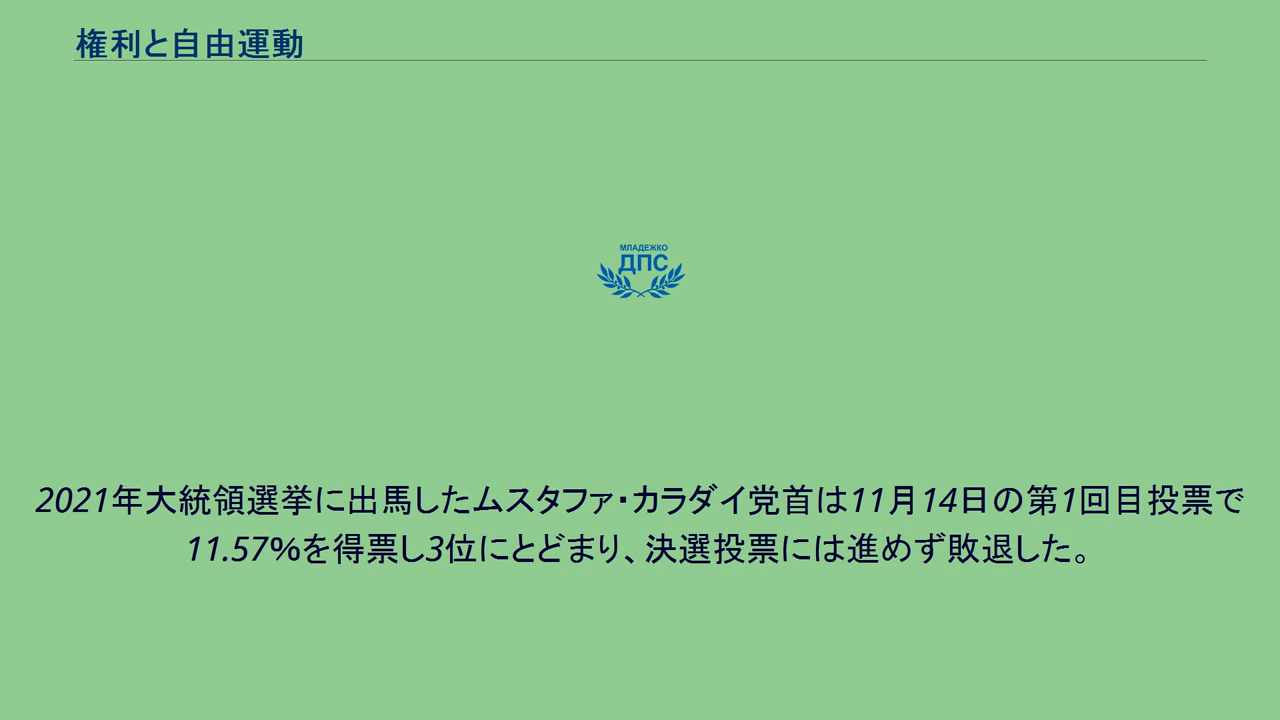 権利と自由運動
МЛАДЕЖКО
ДПС
2021年大統領選挙に出馬したムスタファ・カラダイ党首は11月14日の第1回目投票で
11.57%を得票し3位にとどまり、決選投票には進めず敗退した。